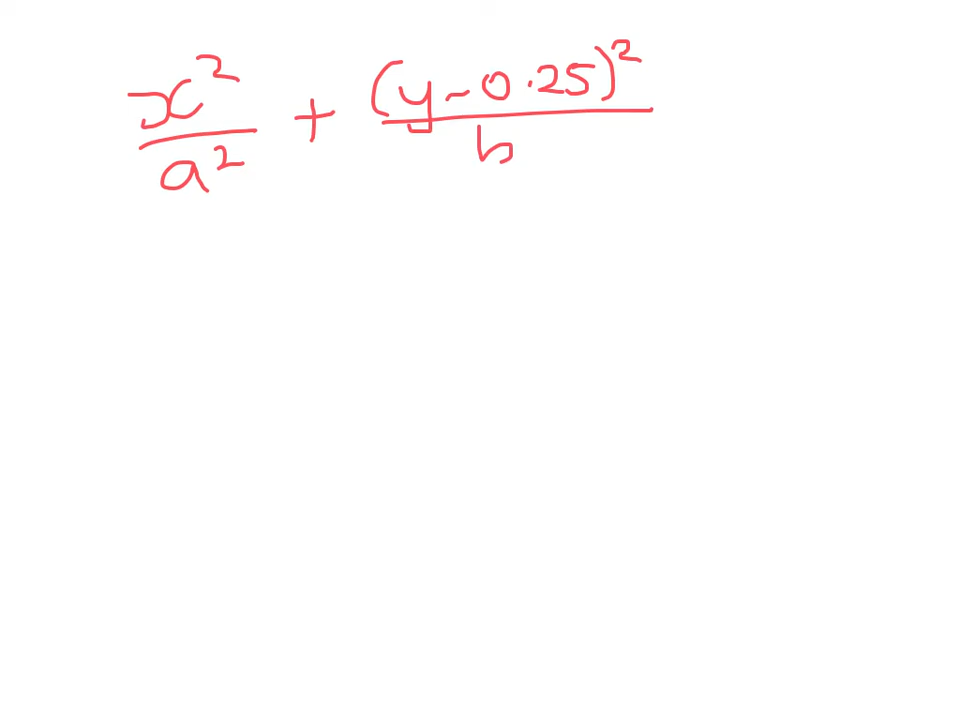 x²/a² + (y-0.25)²/b